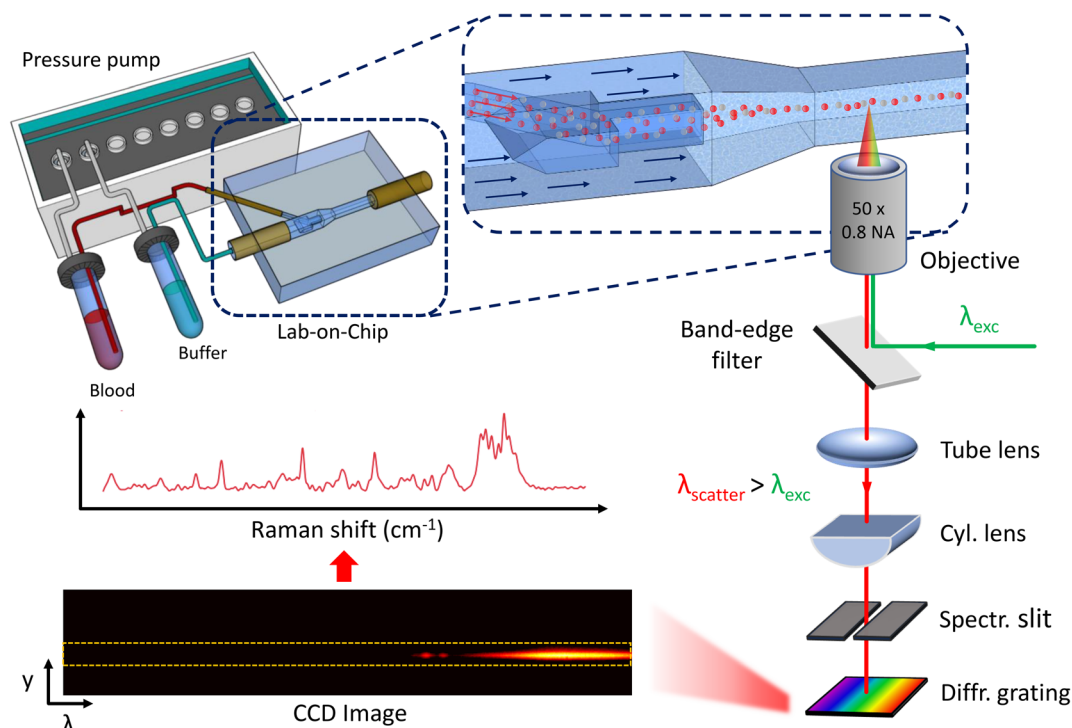 Pressure pump
50 x
0.8 NA
Objective
Lab-on-Chip
λexc
Band-edge
filter
Buffer
Blood
Tube lens
λscatter > λexc
Raman shift (cm-1)
Cyl. lens
Spectr. slit
y
λ
CCD Image
Diffr. grating